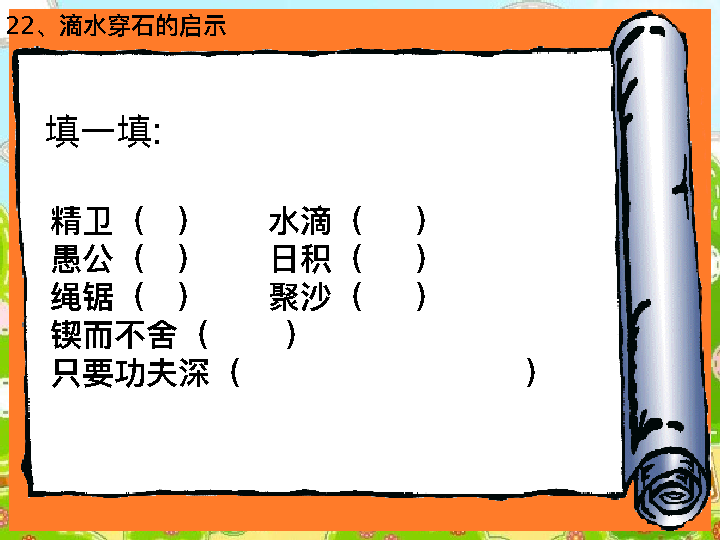 22、滴水穿石的启示
填一填:
精卫（ ） 水滴（ ）
愚公（ ） 日积（ ）
绳锯（ ） 聚沙（ ）
锲而不舍（ ）
只要功夫深（ ）